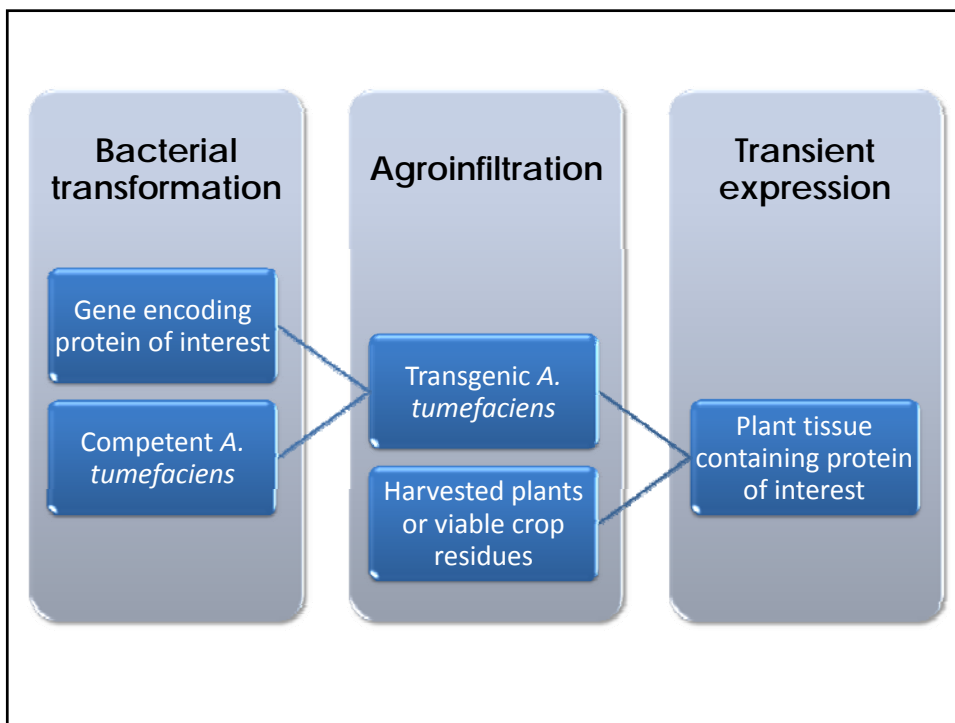 Bacterial
transformation
Gene encoding
protein of interest
Competent A.
tumefaciens
Agroinfiltration
Transgenic A.
tumefaciens
Harvested plants
or viable crop
residues
Transient
expression
Plant tissue
containing protein
of interest